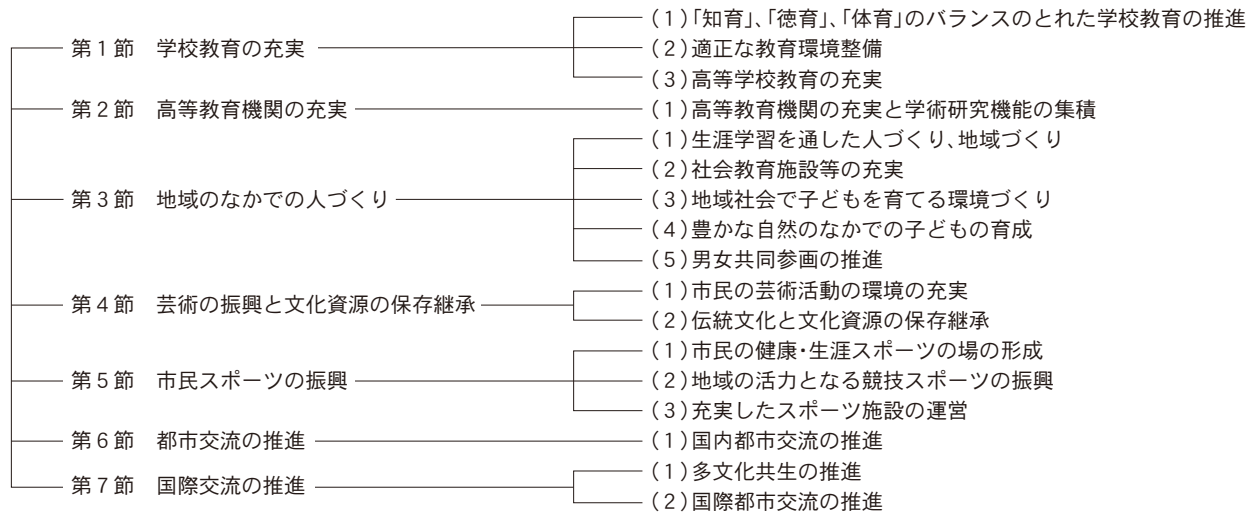 (1)「知育」、「徳育」、「体育」のバランスのとれた学校教育の推進
第1節 学校教育の充実
(2)適正な教育環境整備
(3)高等学校教育の充実
第2節 高等教育機関の充実
(1)高等教育機関の充実と学術研究機能の集積
(1)生涯学習を通した人づくり、地域づくり
(2)社会教育施設等の充実
第3節 地域のなかでの人づくり
(3)地域社会で子どもを育てる環境づくり
(4)豊かな自然のなかでの子どもの育成
(5)男女共同参画の推進
第4節 芸術の振興と文化資源の保存継承
(1)市民の芸術活動の環境の充実
(2)伝統文化と文化資源の保存継承
(1)市民の健康・生涯スポーツの場の形成
第5節 市民スポーツの振興
(2)地域の活力となる競技スポーツの振興
(3)充実したスポーツ施設の運営
第6節 都市交流の推進
(1)国内都市交流の推進
第7節 国際交流の推進
(1)多文化共生の推進
(2)国際都市交流の推進